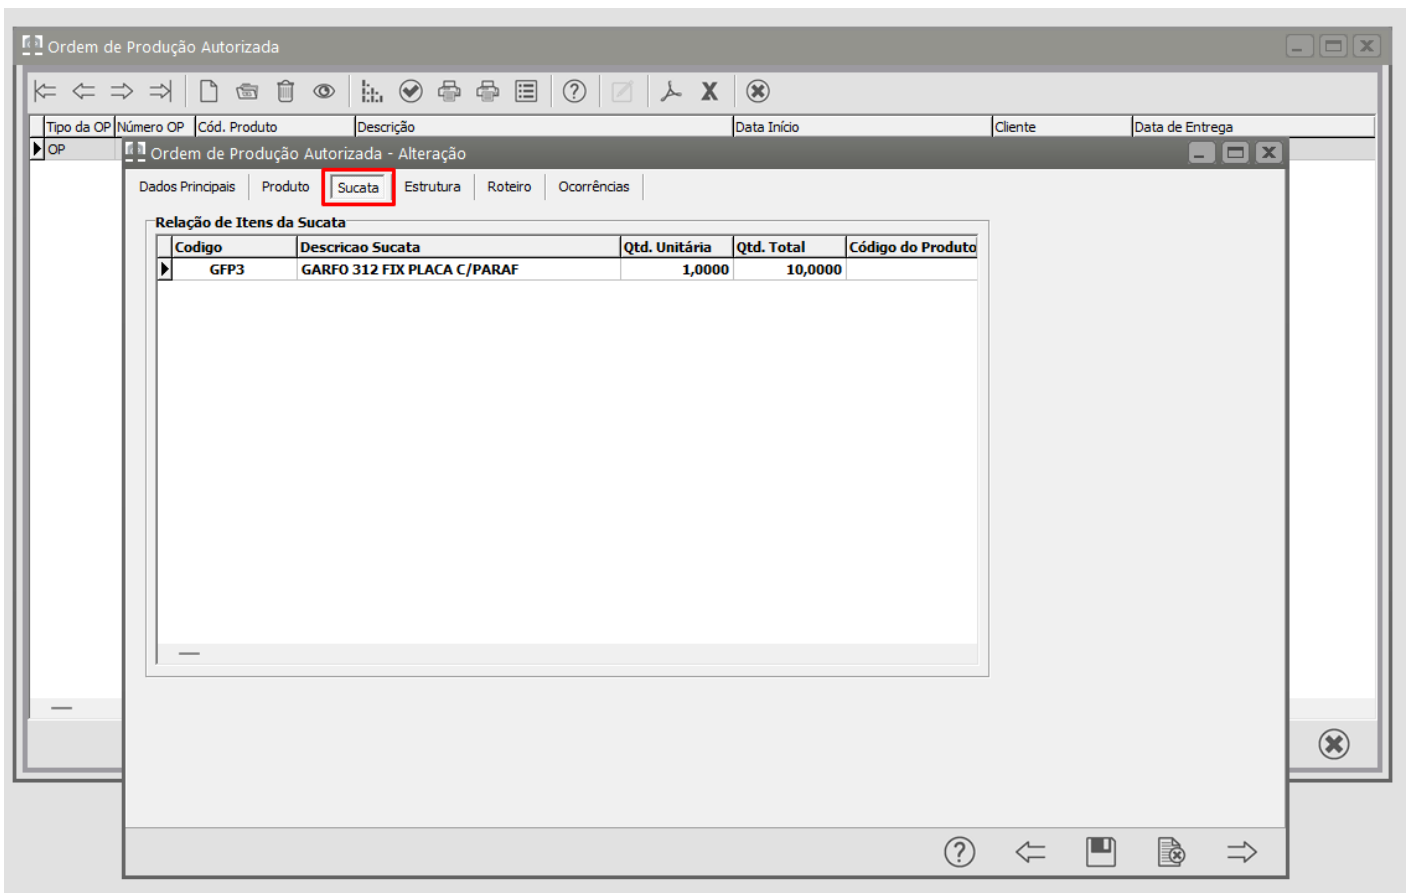 Ordem de Produção Autorizada
Tipo da OP Número OP Cód. Produto Descrição Data Início Cliente Data de Entrega
OP
Ordem de Produção Autorizada - Alteração
Dados Principais Produto Sucata Estrutura Roteiro Ocorrências
Relação de Itens da Sucata
Codigo Descricao Sucata Qtd. Unitária Qtd. Total Código do Produto
GFP3 GARFO 312 FIX PLACA C/PARAF 1,0000 10,0000